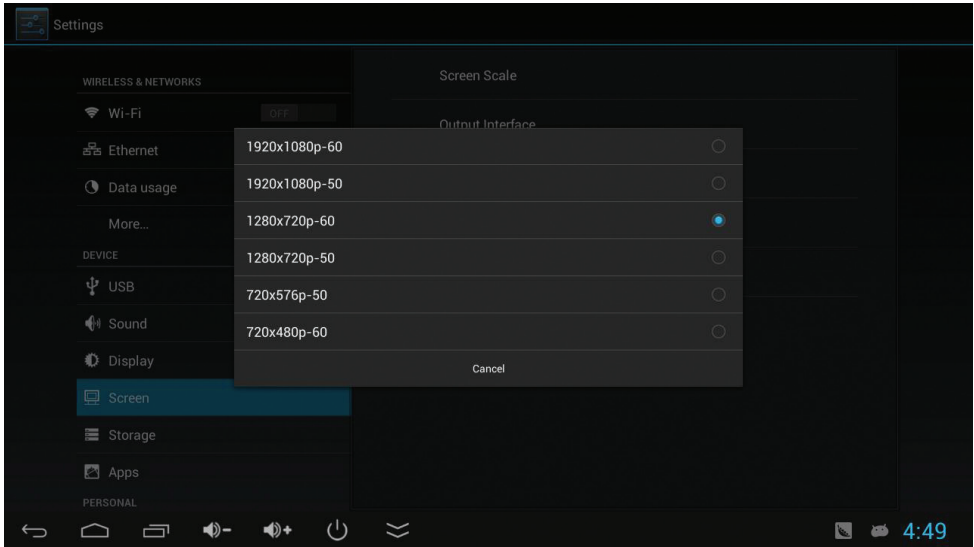 Settings
WIRELESS & NETWORKS
Wi-Fi OFF
Ethernet
Data usage
More...
DEVICE
USB
Sound
Display
Screen
Storage
Apps
PERSONAL
Screen Scale
Output Interface
1920x1080p-60
1920x1080p-50
1280x720p-60
1280x720p-50
720x576p-50
720x480p-60
Cancel
4:49